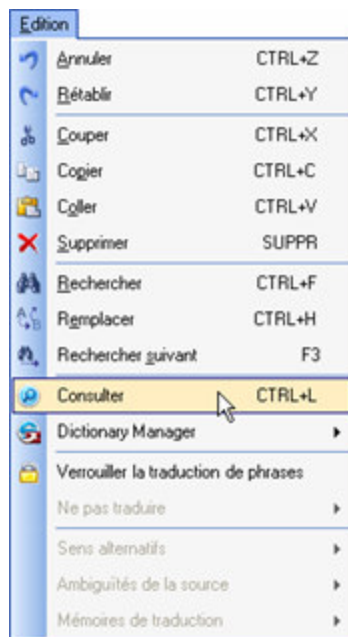 Edition
Annuler CTRL+Z
Rétablir CTRL+Y
Couper CTRL+X
Copier CTRL+C
Coller CTRL+V
Supprimer SUPPR
Rechercher CTRL+F
Remplacer CTRL+H
Rechercher suivant F3
Consulter CTRL+L
Dictionary Manager
Verrouiller la traduction de phrases
Ne pas traduire
Sens alternatifs
Ambiguïtés de la source
Mémoires de traduction